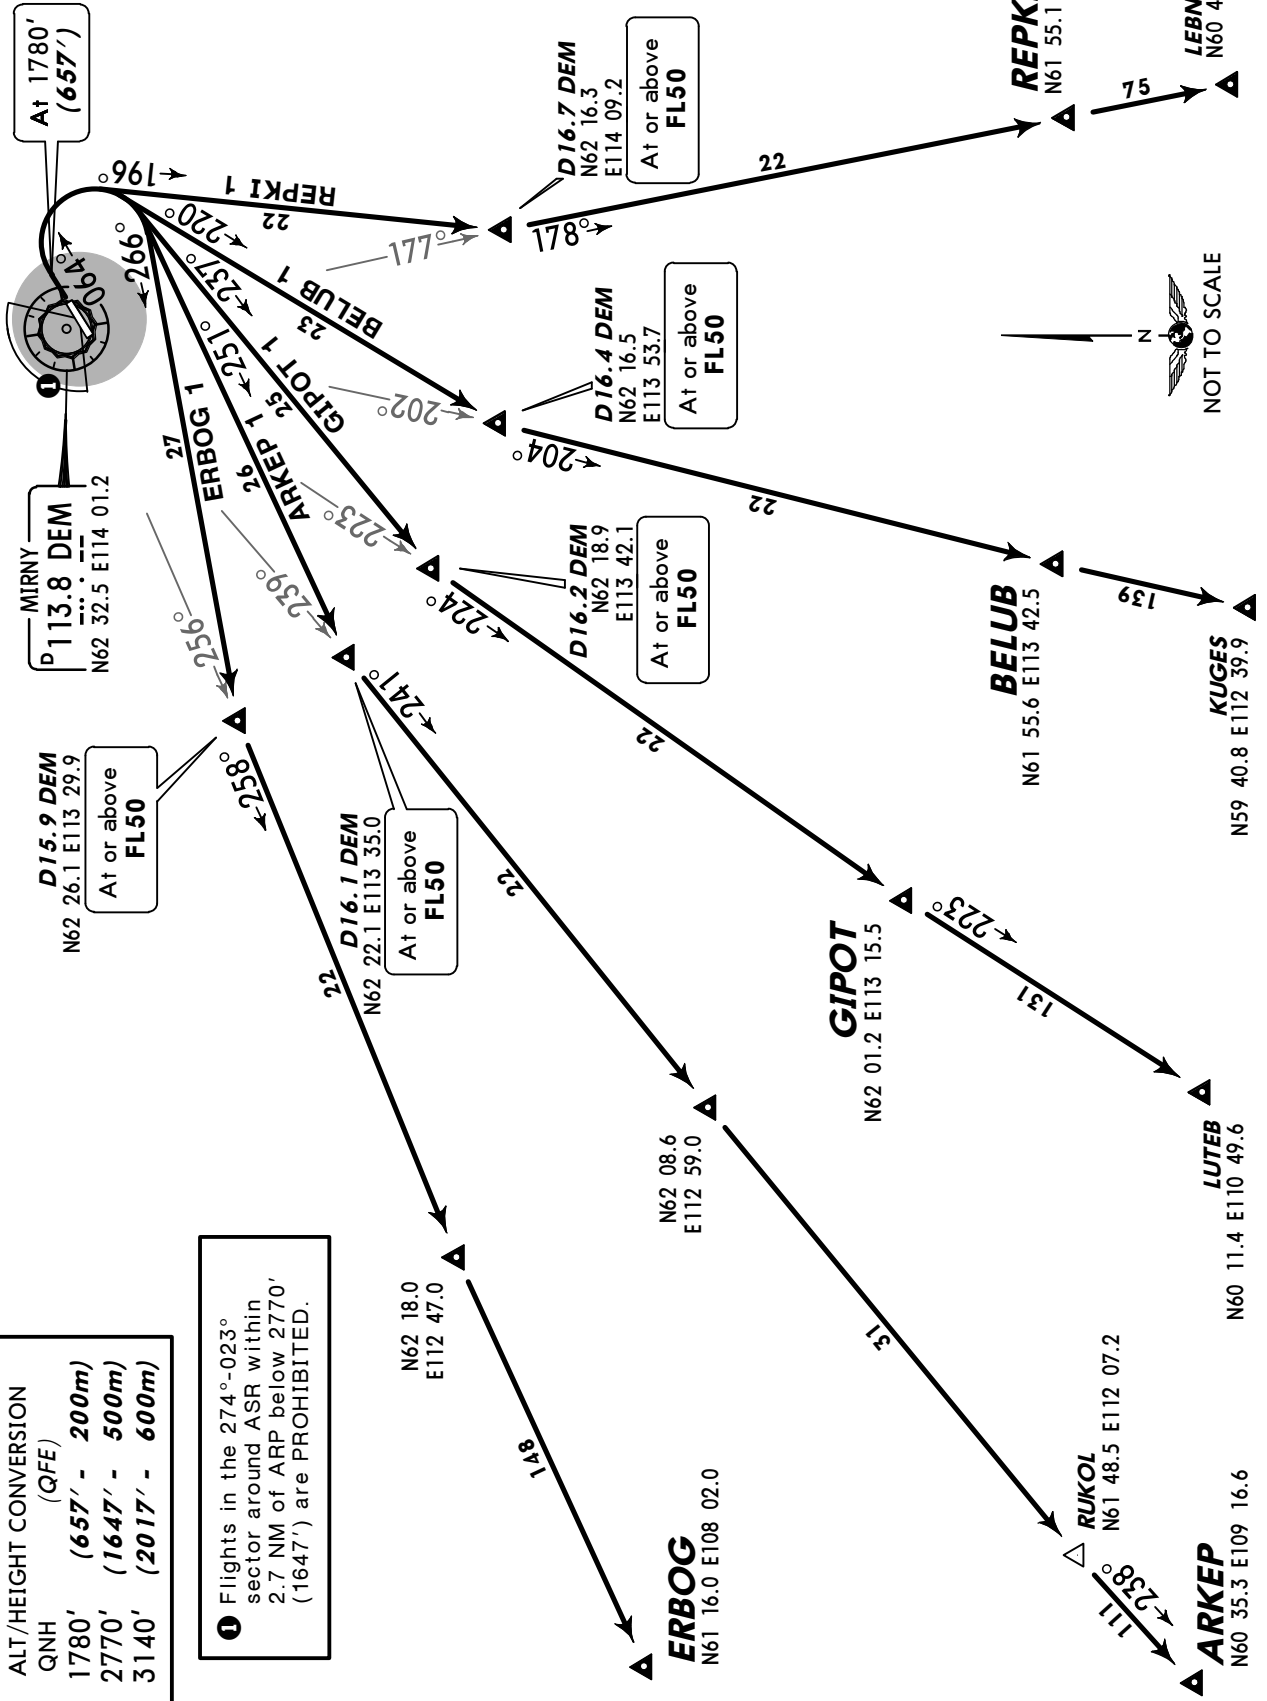 ALT/HEIGHT CONVERSION
QNH (QFE)
1780' (657' - 200m)
2770' (1647' - 500m)
3140' (2017' - 600m)
1 Flights in the 274°-023°
sector around ASR within
2.7 NM of ARP below 2770'
(1647') are PROHIBITED.
MIRNY
D 113.8 DEM
N62 32.5 E114 01.2
1
At 1780'
(657')
064°
266°
ERBOG 1
27
256°
D15.9 DEM
N62 26.1 E113 29.9
At or above
FL50
258°
22
N62 18.0
E112 47.0
148
ERBOG
N61 16.0 E108 02.0
251°
ARKEP 1
26
239°
D16.1 DEM
N62 22.1 E113 35.0
At or above
FL50
241°
22
N62 08.6
E112 59.0
31
RUKOL
N61 48.5 E112 07.2
238°
111
ARKEP
N60 35.3 E109 16.6
237°
GIPOT 1
25
223°
D16.2 DEM
N62 18.9
E113 42.1
At or above
FL50
224°
22
GIPOT
N62 01.2 E113 15.5
223°
131
LUTEB
N60 11.4 E110 49.6
220°
BELUB 1
23
202°
D16.4 DEM
N62 16.5
E113 53.7
At or above
FL50
204°
22
BELUB
N61 55.6 E113 42.5
139
KUGES
N59 40.8 E112 39.9
196°
REPKI 1
22
177°
D16.7 DEM
N62 16.3
E114 09.2
At or above
FL50
178°
22
N61 55.1
75
N60 4
N
NOT TO SCALE